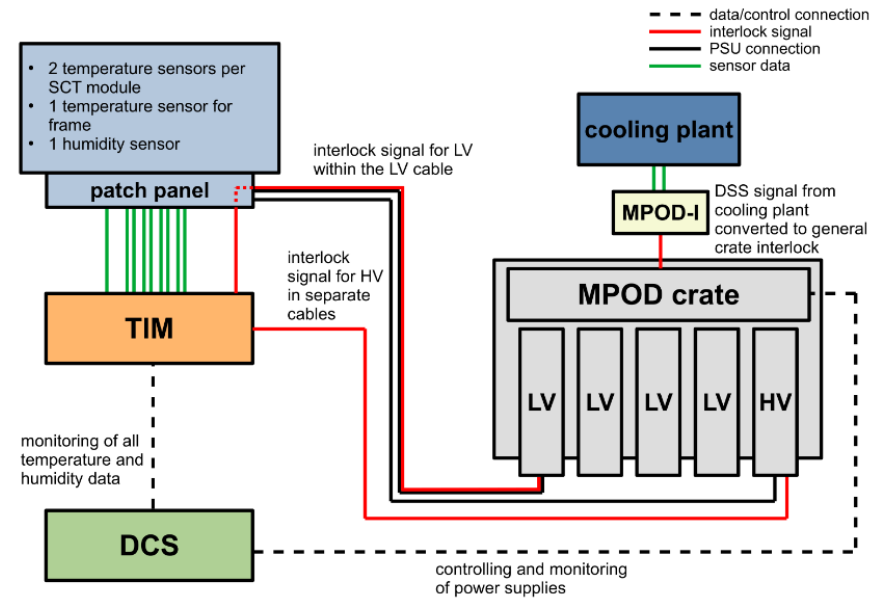 data/control connection
interlock signal
PSU connection
sensor data
• 2 temperature sensors per
SCT module
• 1 temperature sensor for
frame
• 1 humidity sensor
patch panel
interlock signal for LV
within the LV cable
cooling plant
MPOD-I
DSS signal from
cooling plant
converted to general
crate interlock
interlock
signal for HV
in separate
cables
TIM
MPOD crate
LV
LV
LV
LV
HV
monitoring of all
temperature and
humidity data
DCS
controlling and monitoring
of power supplies